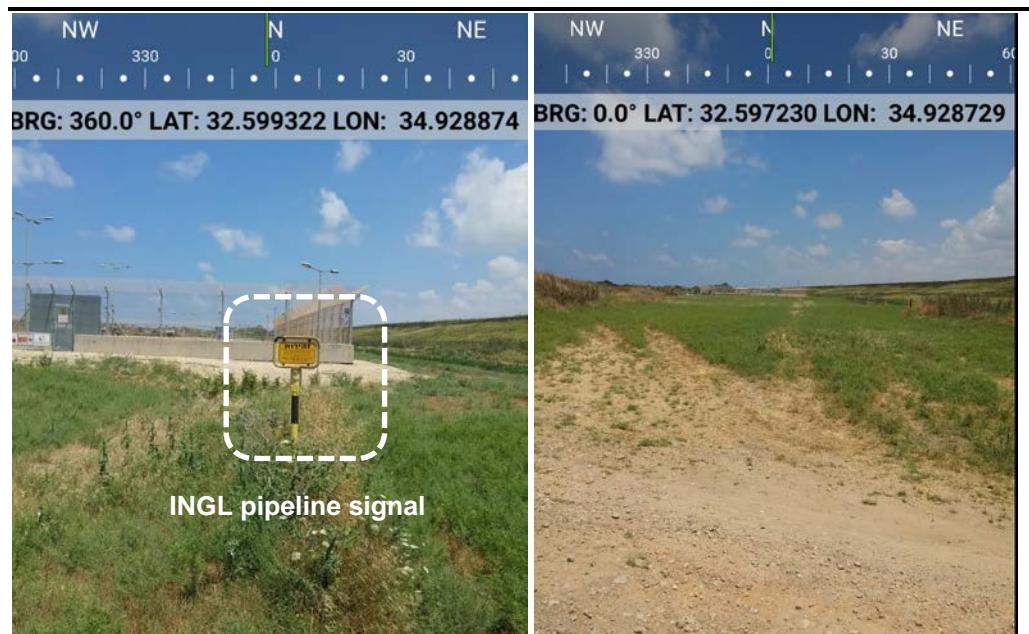 NW N NE
00 330 0 30
BRG: 360.0° LAT: 32.599322 LON: 34.928874
זהירות
INGL pipeline signal
NW N NE
330 0 30 60
BRG: 0.0° LAT: 32.597230 LON: 34.928729